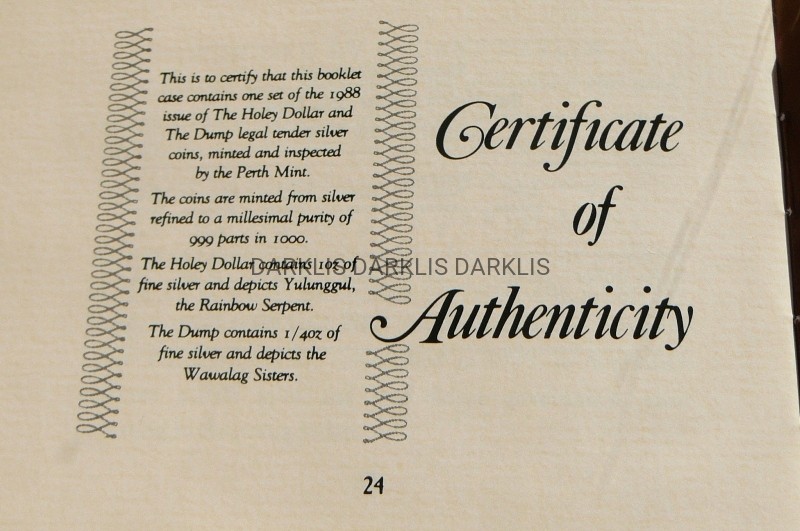 This is to certify that this booklet
case contains one set of the 1988
issue of The Holey Dollar and
The Dump legal tender silver
coins, minted and inspected
by the Perth Mint.
The coins are minted from silver
refined to a millesimal purity of
999 parts in 1000.
The Holey Dollar contains 1oz of
fine silver and depicts Yulunggul,
the Rainbow Serpent.
The Dump contains 1/4oz of
fine silver and depicts the
Wawalag Sisters.
Certificate
of
Authenticity
DARKLIS DARKLIS DARKLIS
24